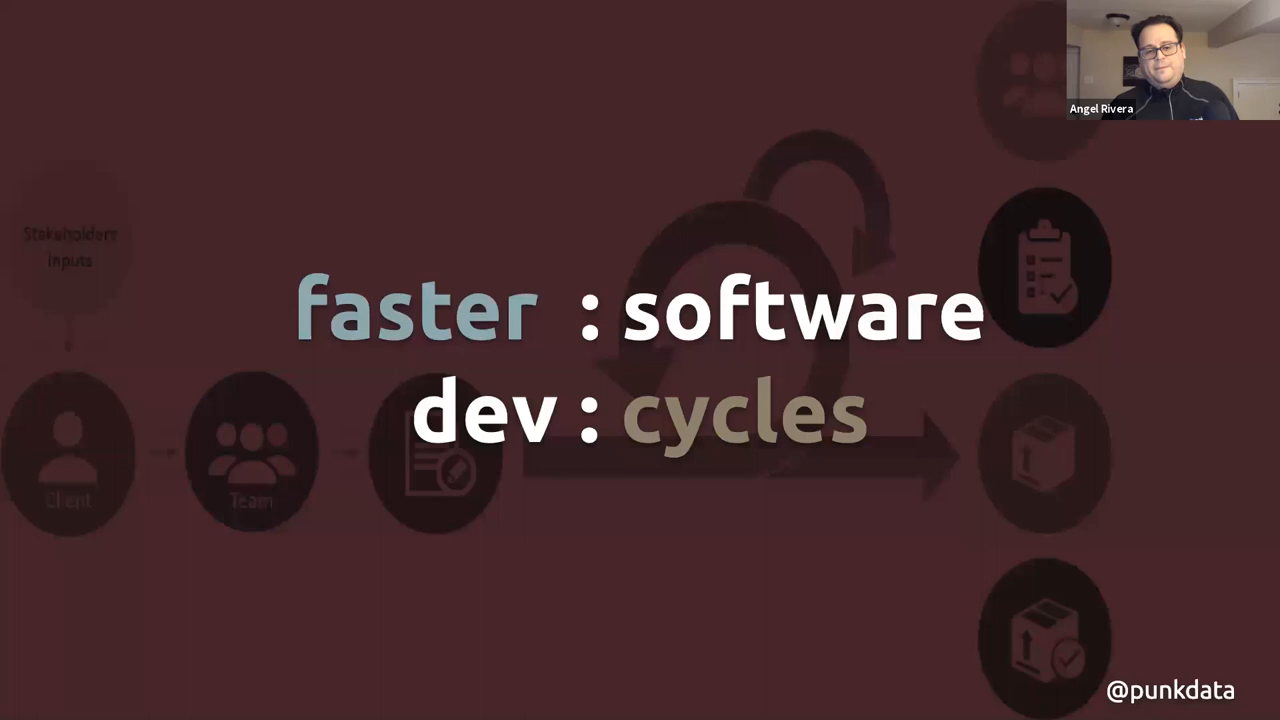 Angel Rivera
Stakeholders
Inputs
faster : software
dev : cycles
Client
Team
@punkdata